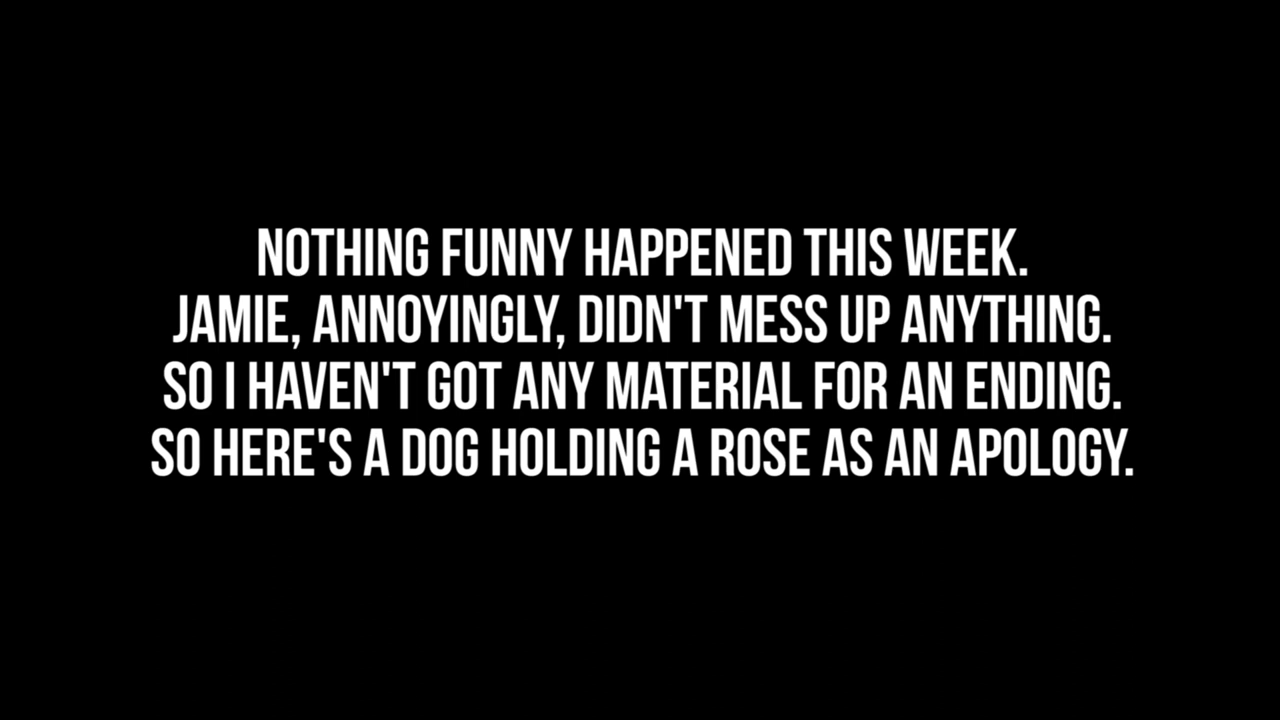 NOTHING FUNNY HAPPENED THIS WEEK.
JAMIE, ANNOYINGLY, DIDN'T MESS UP ANYTHING.
SO I HAVEN'T GOT ANY MATERIAL FOR AN ENDING.
SO HERE'S A DOG HOLDING A ROSE AS AN APOLOGY.